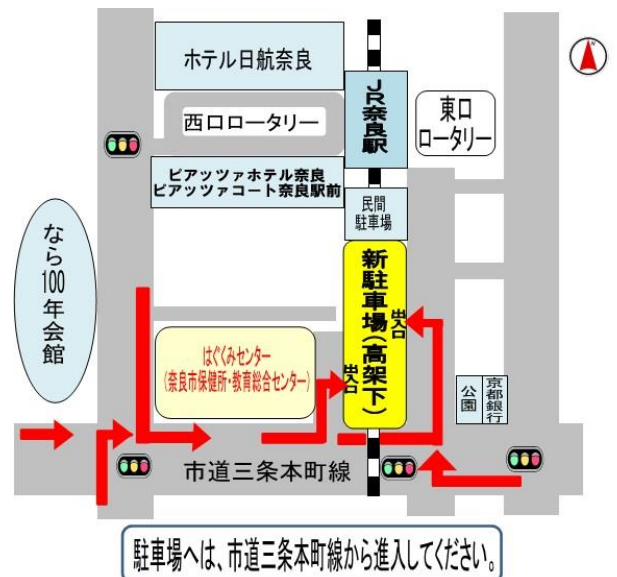 ホテル日航奈良
N
JR奈良駅
東口
ロータリー
西口ロータリー
ピアッツァホテル奈良
ピアッツァコート奈良駅前
民間
駐車場
なら100年会館
新駐車場(高架下)
出入口
出入口
はぐくみセンター
(奈良市保健所・教育総合センター)
公園
京都銀行
市道三条本町線
駐車場へは、市道三条本町線から進入してください。